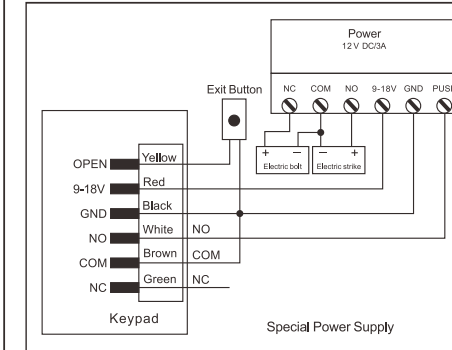 Power
12 V DC/3A
NC COM NO 9-18V GND PUSH
Exit Button
+ − − +
Electric bolt Electric strike
OPEN Yellow
9-18V Red
GND Black
NO White NO
COM Brown COM
NC Green NC
Keypad
Special Power Supply